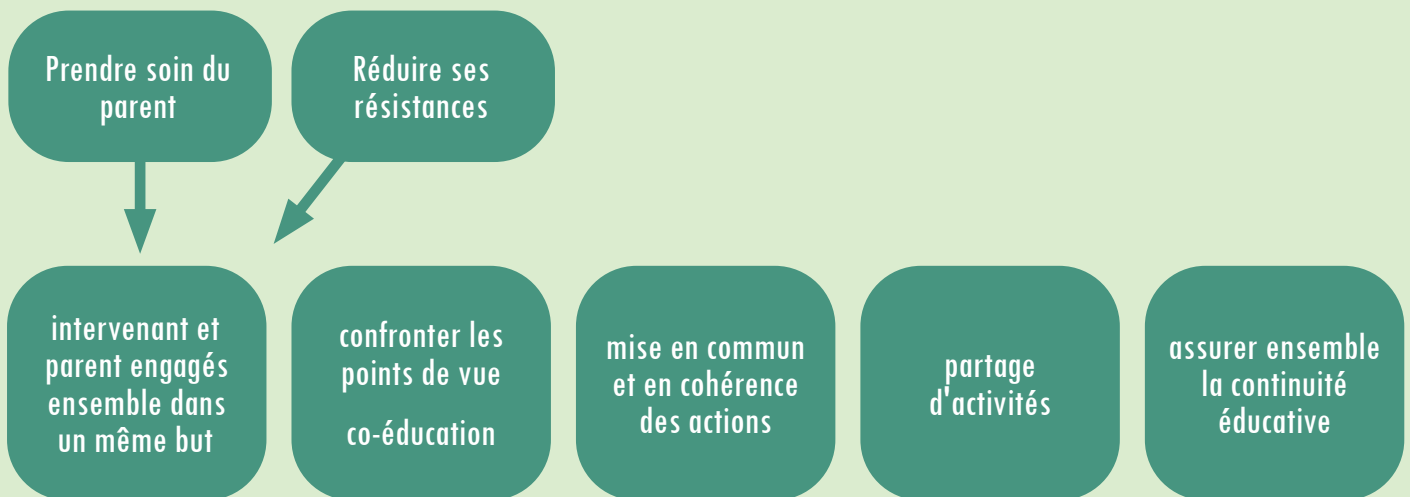 Prendre soin du
parent
Réduire ses
résistances
intervenant et
parent engagés
ensemble dans
un même but
confronter les
points de vue
co-éducation
mise en commun
et en cohérence
des actions
partage
d'activités
assurer ensemble
la continuité
éducative